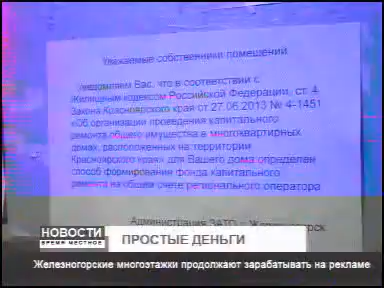 Уважаемые собственники помещений
Уведомляем Вас, что в соответствии с
Жилищным кодексом Российской Федерации, ст. 4
Закона Красноярского края от 27.06.2013 № 4-1451
«Об организации проведения капитального
ремонта общего имущества в многоквартирных
домах, расположенных на территории
Красноярского края» для Вашего дома определен
способ формирования фонда капитального
ремонта на общем счете регионального оператора
Администрация ЗАТО г.
НОВОСТИ
ВРЕМЯ МЕСТНОЕ
ПРОСТЫЕ ДЕНЬГИ
Железногорские многоэтажки продолжают зарабатывать на рекламе